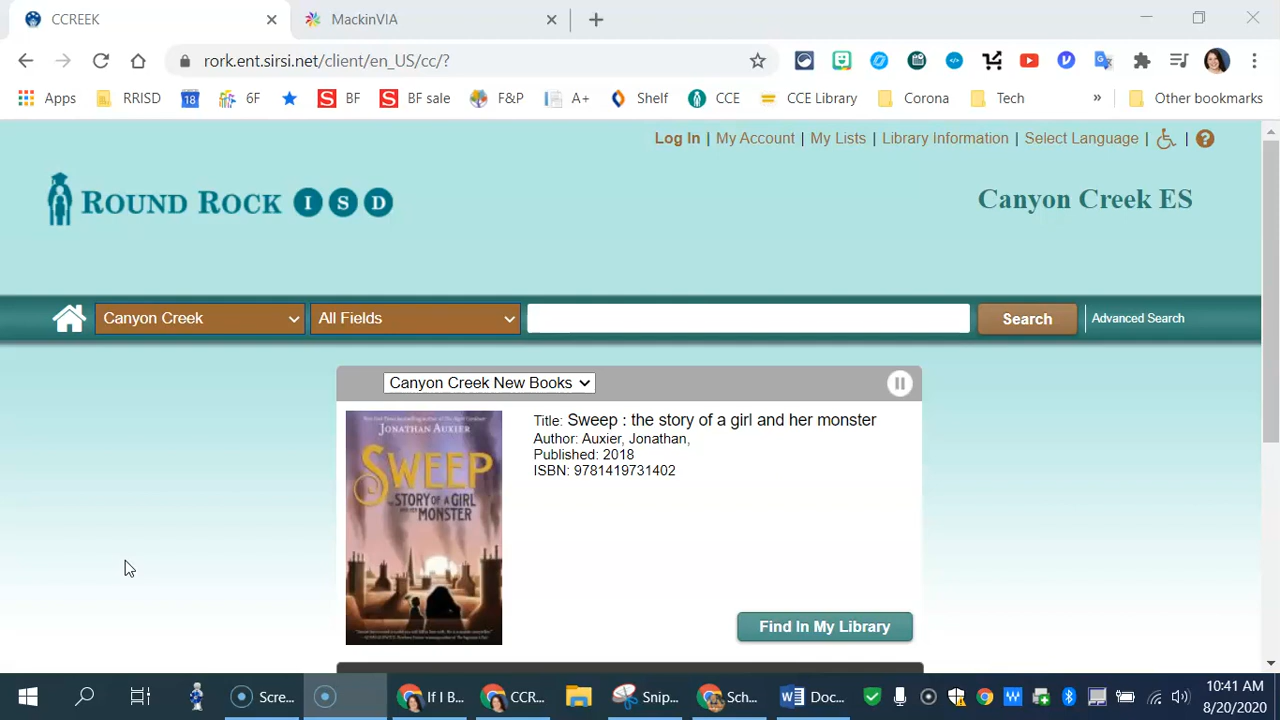 CCREEK
MackinVIA
rork.ent.sirsi.net/client/en_US/cc/?
Apps RRISD 18 6F S BF S BF sale F&P A+ Shelf CCE CCE Library Corona Tech » Other bookmarks
Log In | My Account | My Lists | Library Information | Select Language | ?
ROUND ROCK I S D
Canyon Creek ES
Canyon Creek All Fields Search Advanced Search
Canyon Creek New Books
JONATHAN AUXIER
SWEEP
THE STORY OF A GIRL
AND HER
MONSTER
Title: Sweep : the story of a girl and her monster
Author: Auxier, Jonathan,
Published: 2018
ISBN: 9781419731402
Find In My Library
Scre... If I B... CCR... Snip... Sch... Doc...
10:41 AM
8/20/2020